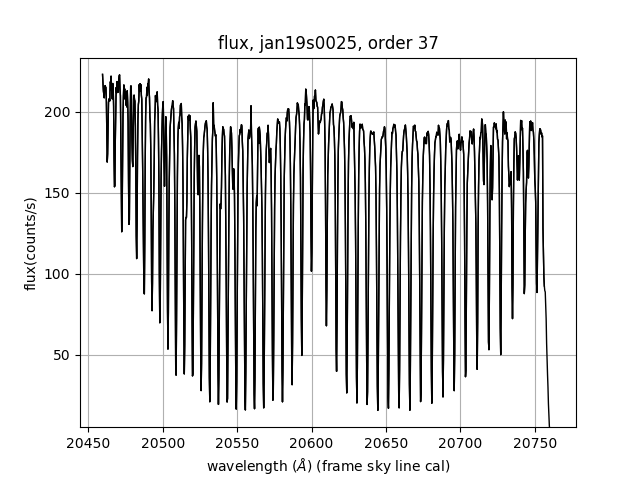 flux, jan19s0025, order 37
flux(counts/s)
200
150
100
50
20450 20500 20550 20600 20650 20700 20750
wavelength (Å) (frame sky line cal)